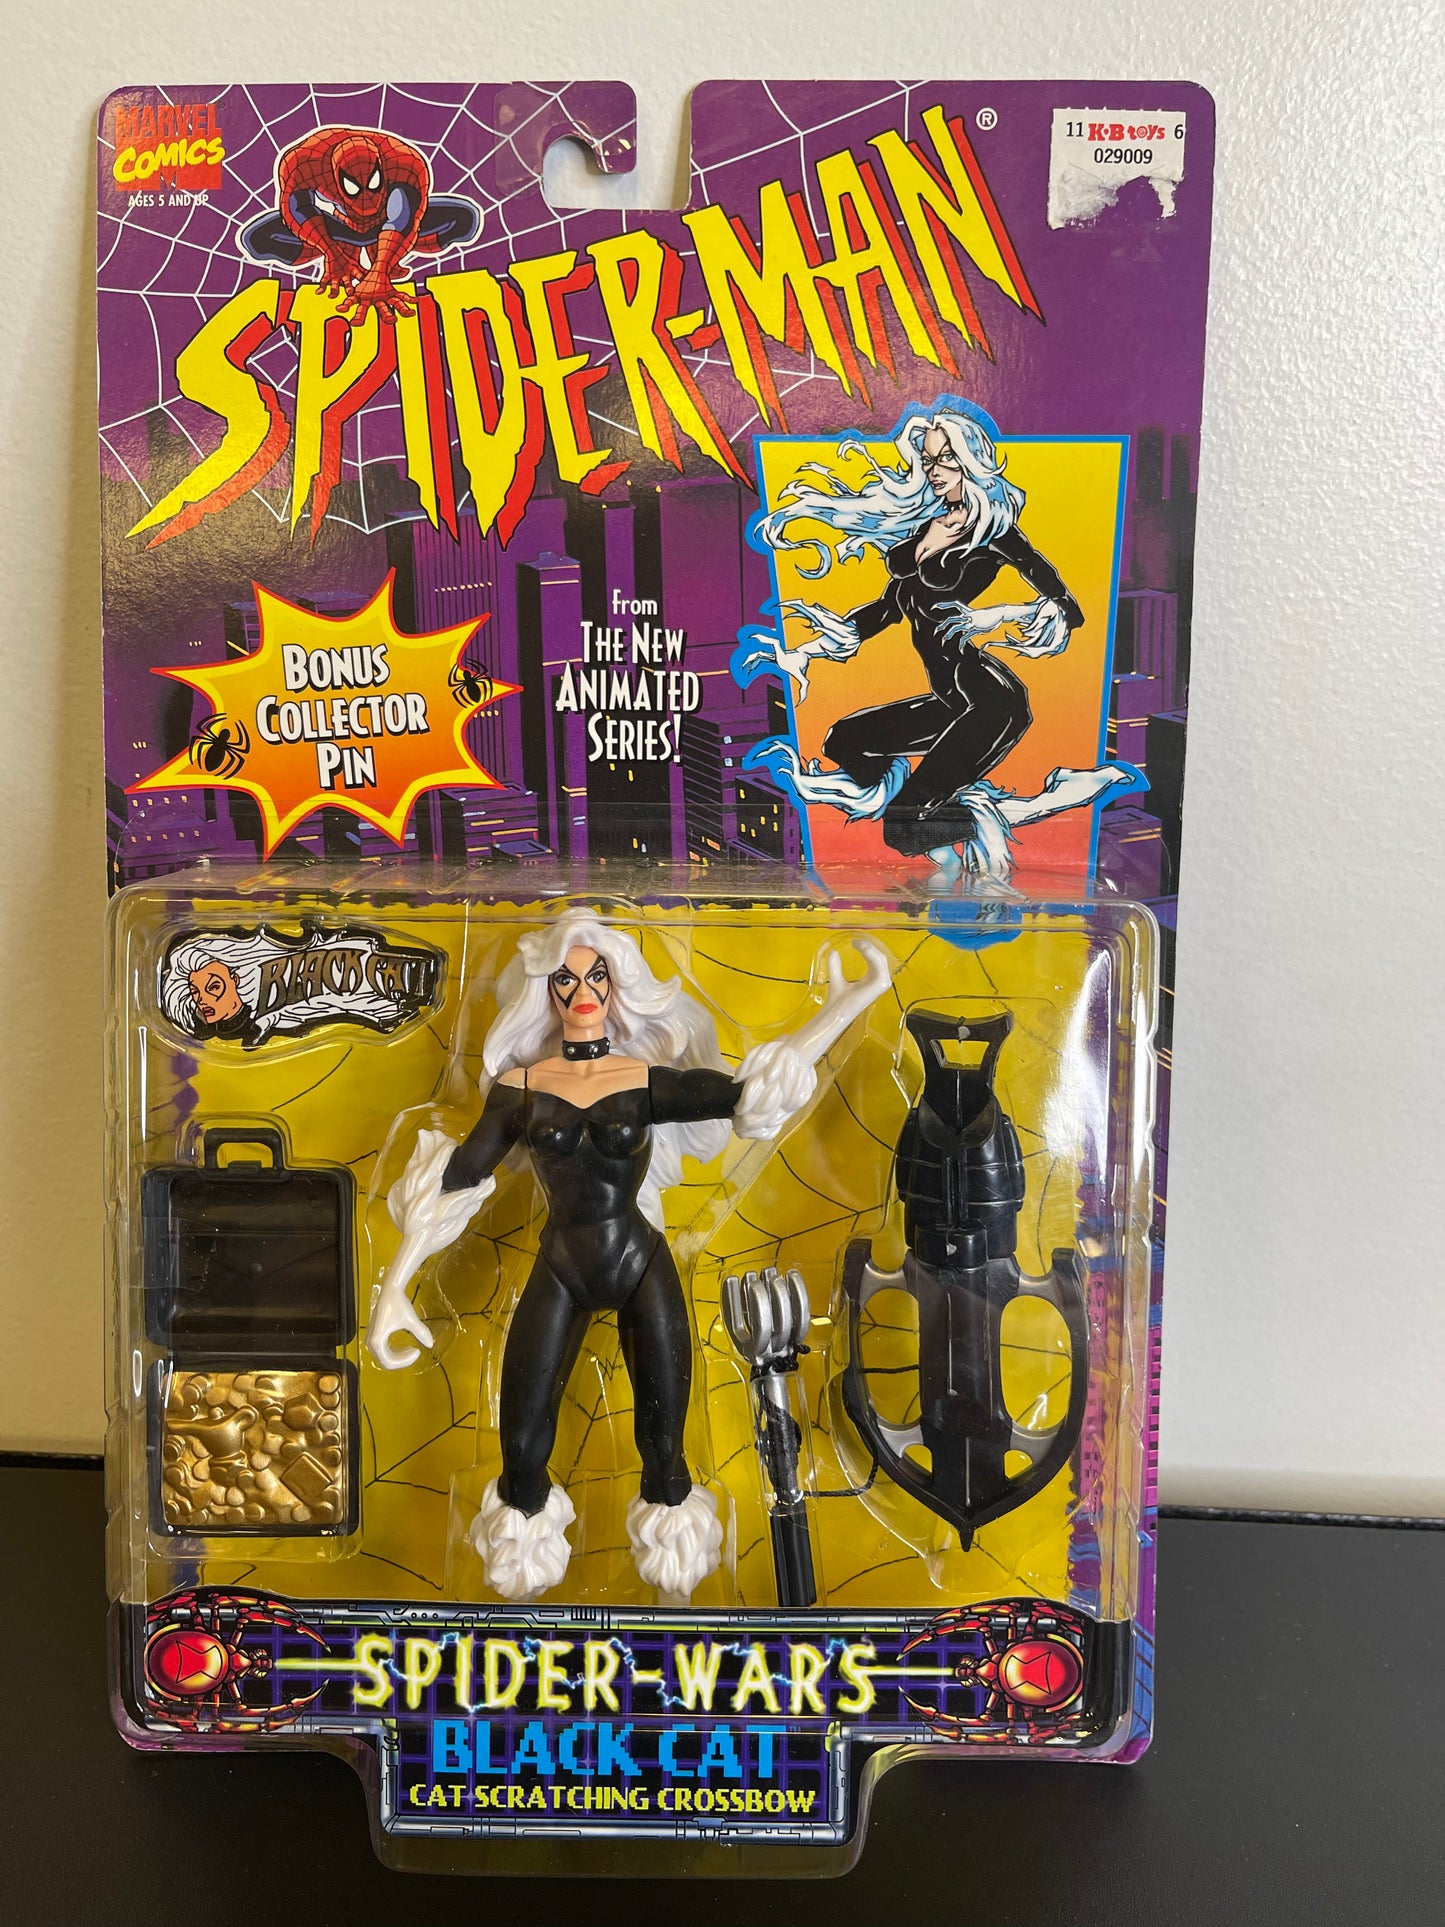 MARVEL
COMICS
AGES 5 AND UP
SPIDER-MAN®
11 K·B toys 6
029009
BONUS
COLLECTOR
PIN
from
THE NEW
ANIMATED
SERIES!
BLACK CAT
SPIDER-WARS
BLACK CAT
CAT SCRATCHING CROSSBOW